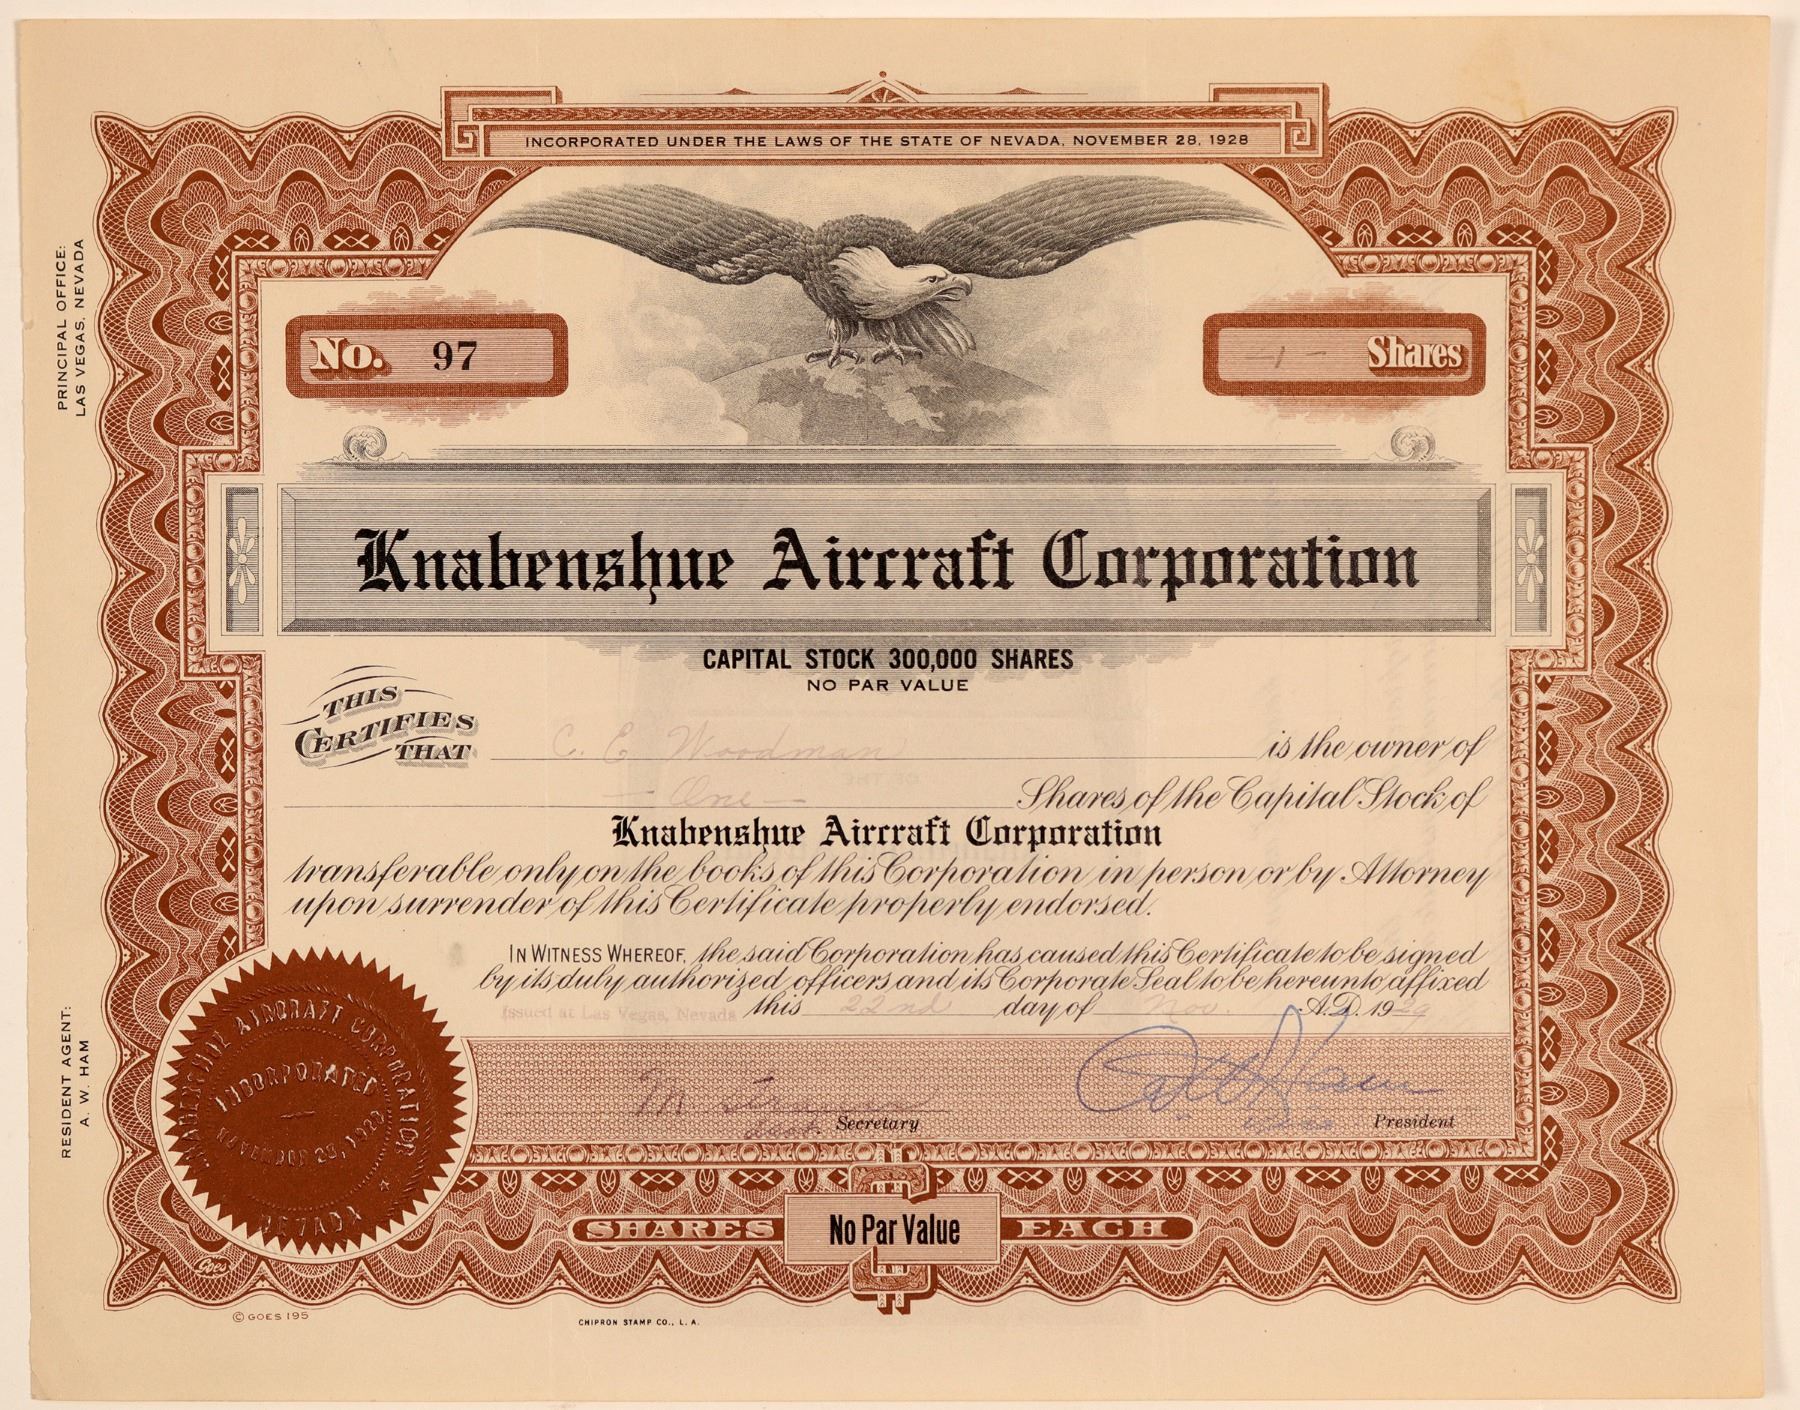 INCORPORATED UNDER THE LAWS OF THE STATE OF NEVADA, NOVEMBER 28, 1928
PRINCIPAL OFFICE:
LAS VEGAS, NEVADA
No. 97
1 - Shares
Knabenshue Aircraft Corporation
CAPITAL STOCK 300,000 SHARES
NO PAR VALUE
THIS CERTIFIES THAT C. E. Woodman is the owner of
- One - Shares of the Capital Stock of
Knabenshue Aircraft Corporation
transferable only on the books of this Corporation in person or by Attorney
upon surrender of this Certificate properly endorsed.
IN WITNESS WHEREOF, the said Corporation has caused this Certificate to be signed
by its duly authorized officers and its Corporate Seal to be hereunto affixed
Issued at Las Vegas, Nevada this 22nd day of Nov. A.D. 1929
RESIDENT AGENT:
A. W. HAM
KNABENSHUE AIRCRAFT CORPORATION
INCORPORATED
NOVEMBER 28, 1928
NEVADA
Secretary
President
SHARES No Par Value EACH
Goes
© GOES 195
CHIPRON STAMP CO., L. A.